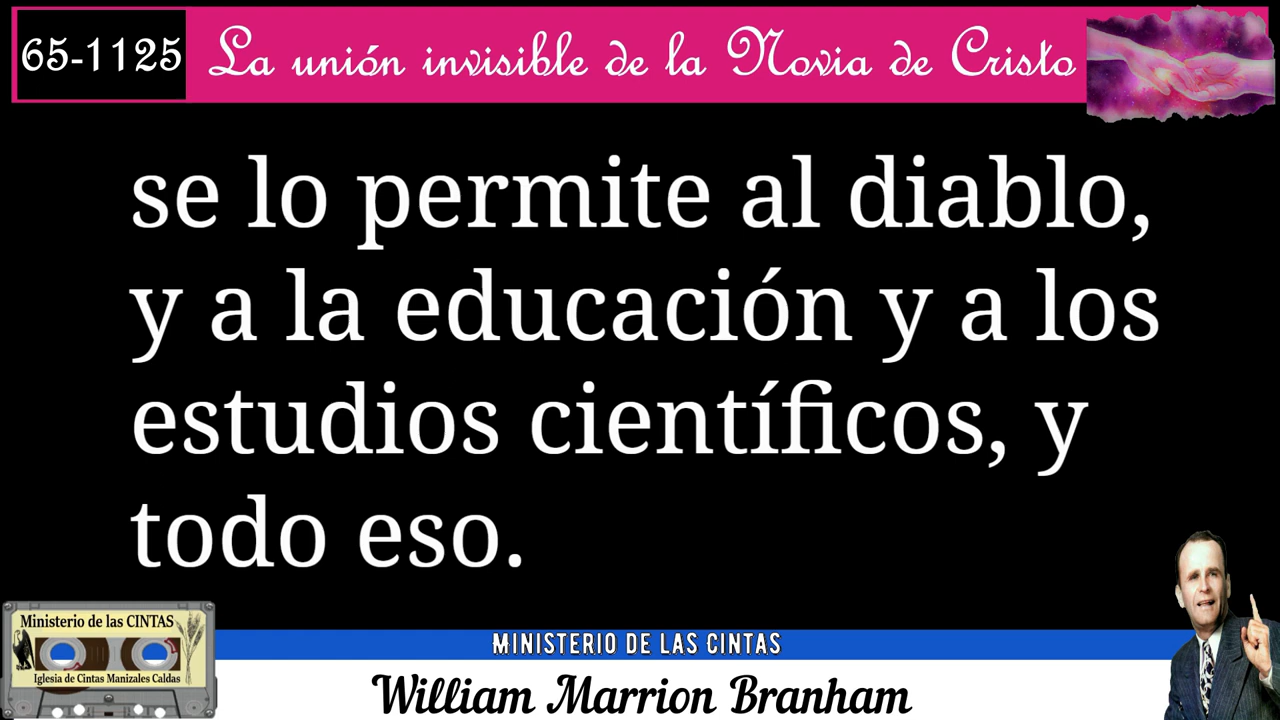 65-1125
La unión invisible de la Novia de Cristo
se lo permite al diablo,
y a la educación y a los
estudios científicos, y
todo eso.
Ministerio de las CINTAS
Iglesia de Cintas Manizales Caldas
MINISTERIO DE LAS CINTAS
William Marrion Branham